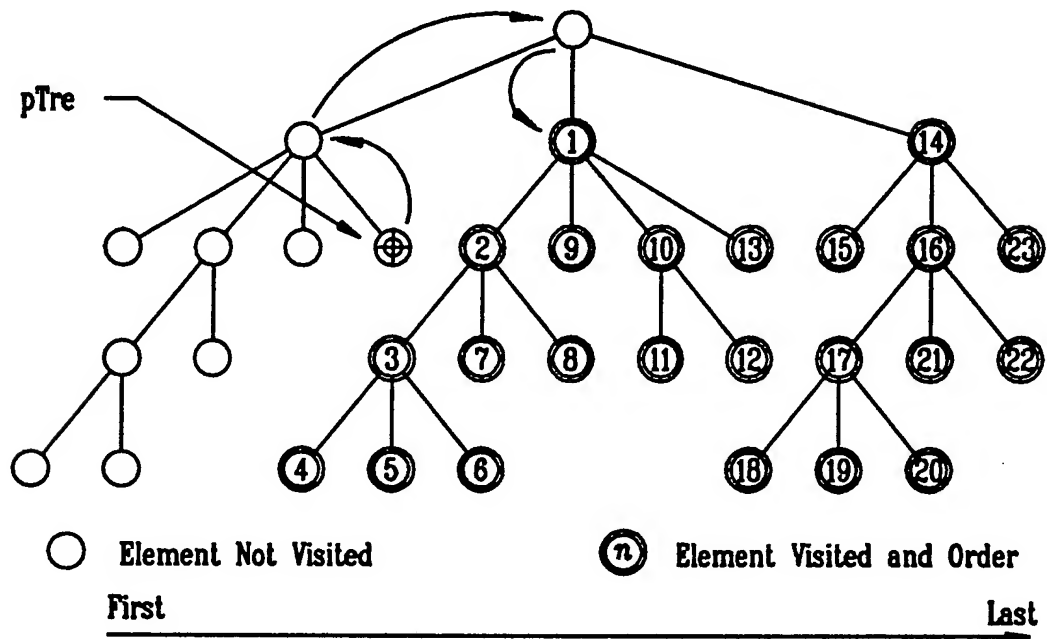 pTre
1 14
2 9 10 13 15 16 23
3 7 8 11 12 17 21 22
4 5 6 18 19 20
Element Not Visited
n Element Visited and Order
First Last